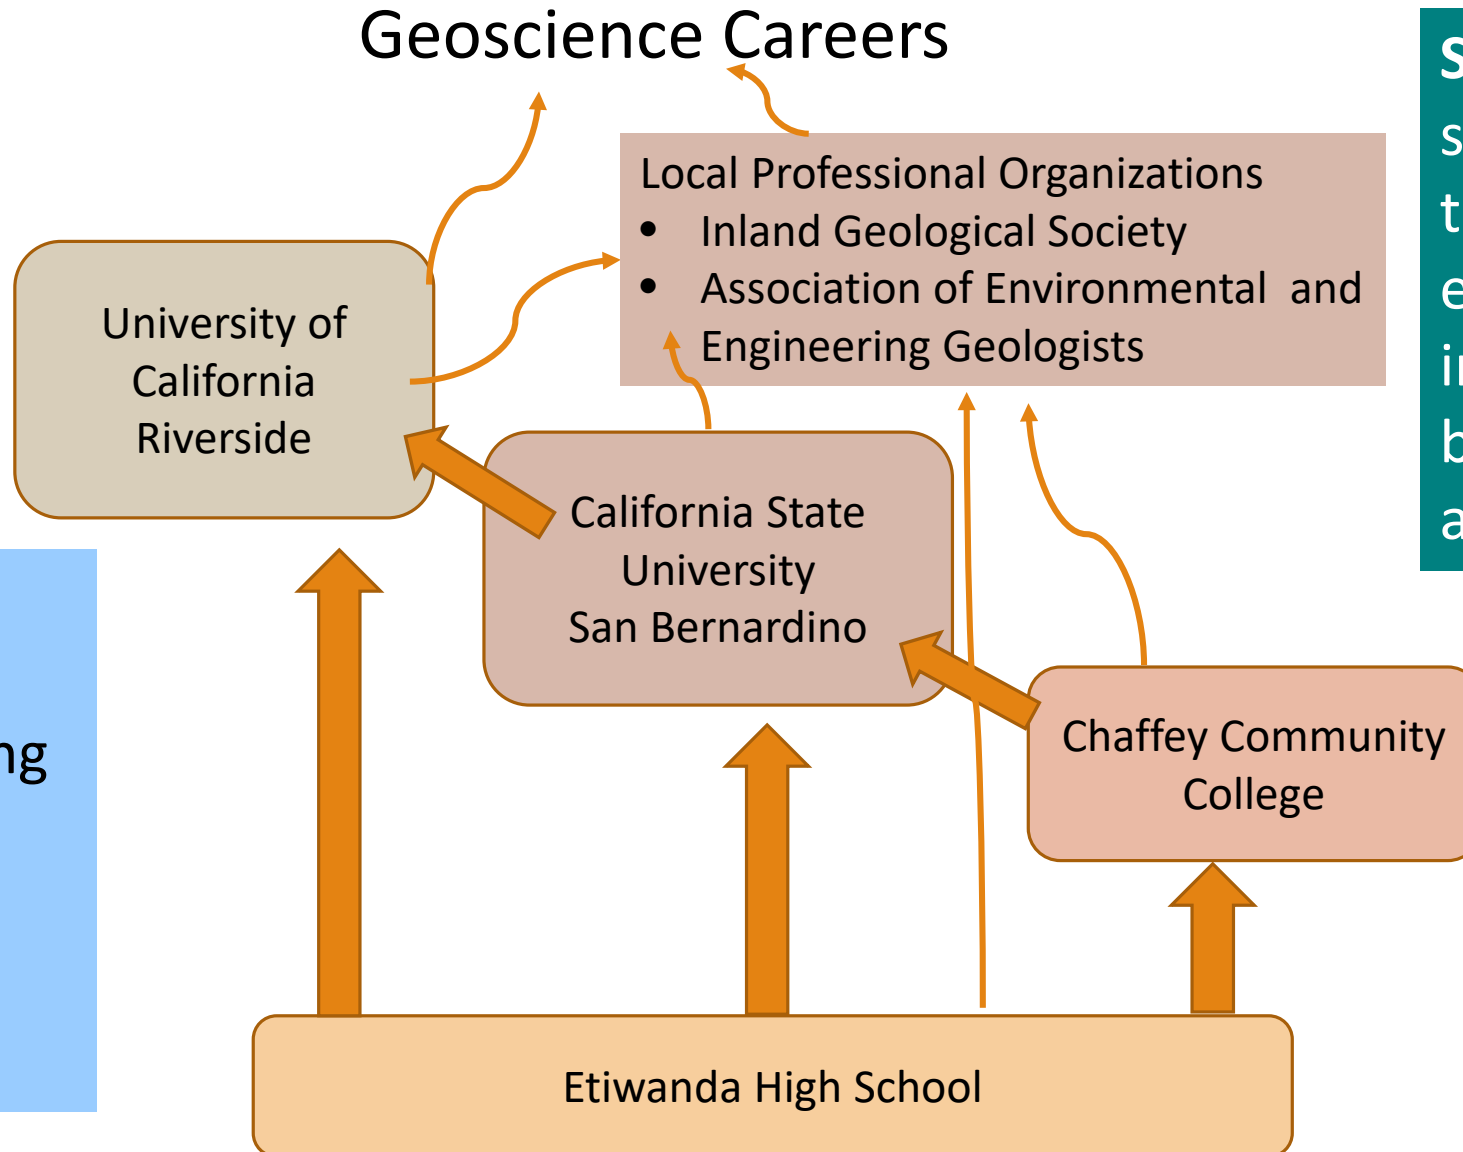 Geoscience Careers
Local Professional Organizations
• Inland Geological Society
• Association of Environmental and
Engineering Geologists
University of
California
Riverside
California State
University
San Bernardino
Chaffey Community
College
Etiwanda High School